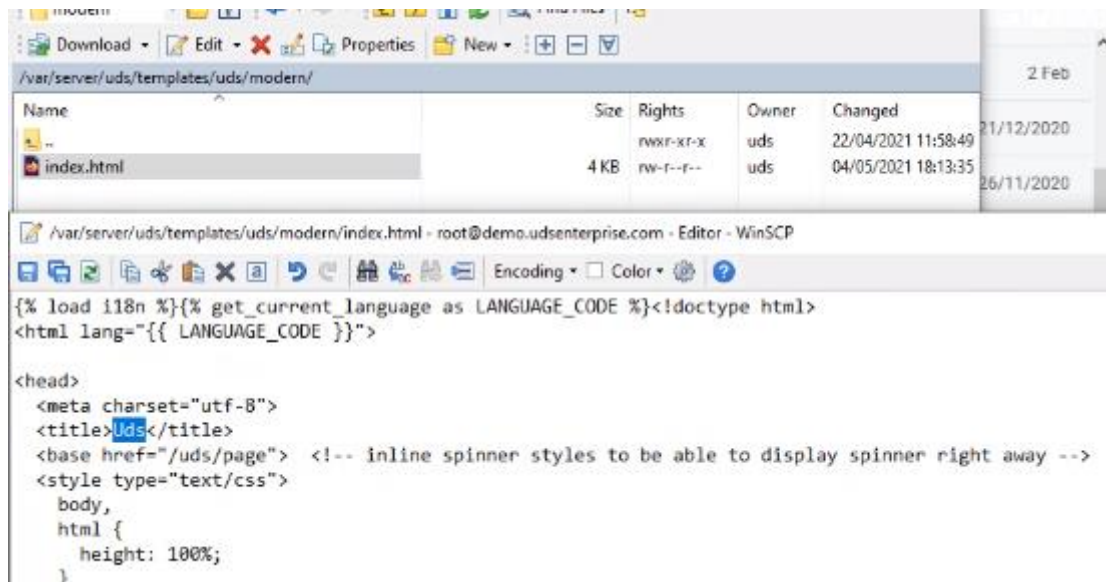 modern
Find Files
Download Edit Properties New
/var/server/uds/templates/uds/modern/
2 Feb
Name Size Rights Owner Changed
.. rwxr-xr-x uds 22/04/2021 11:58:49
21/12/2020
index.html 4 KB rw-r--r-- uds 04/05/2021 18:13:35
26/11/2020
/var/server/uds/templates/uds/modern/index.html - root@demo.udsenterprise.com - Editor - WinSCP
Encoding Color
{% load i18n %}{% get_current_language as LANGUAGE_CODE %}<!doctype html>
<html lang="{{ LANGUAGE_CODE }}">
<head>
<meta charset="utf-8">
<title>Uds</title>
<base href="/uds/page"> <!-- inline spinner styles to be able to display spinner right away -->
<style type="text/css">
body,
html {
height: 100%;
}